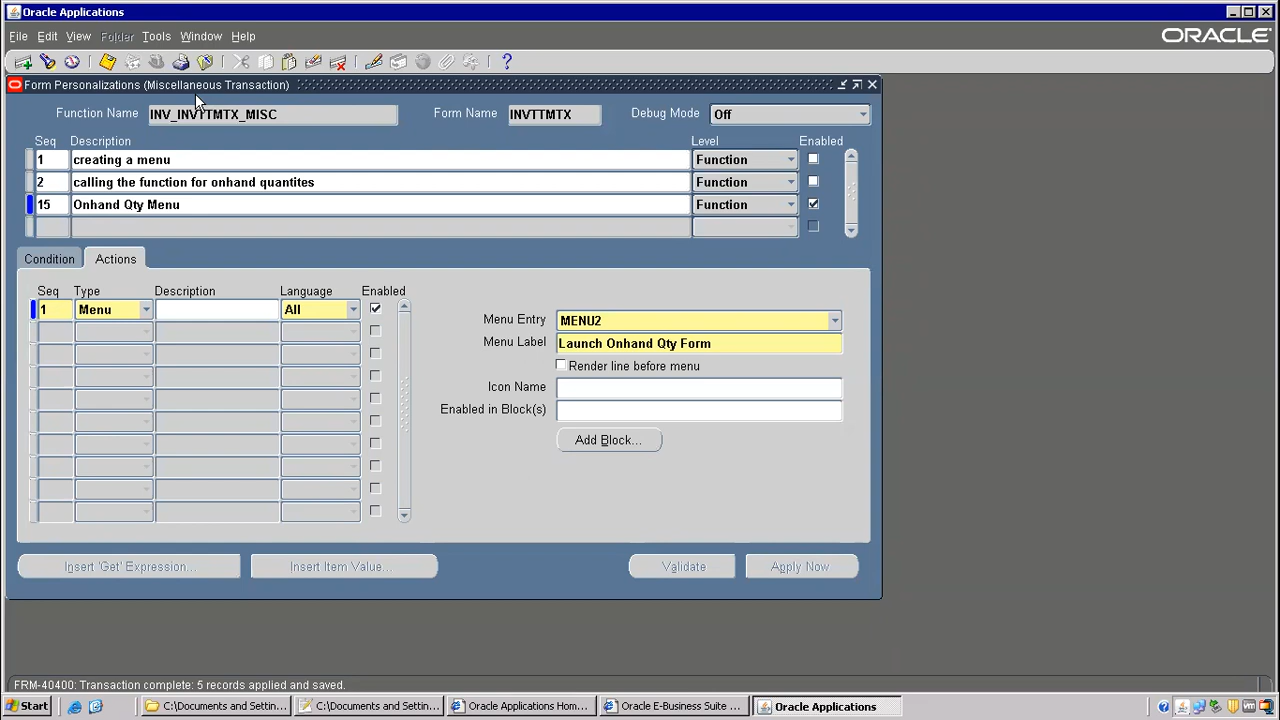 Oracle Applications
File Edit View Folder Tools Window Help
ORACLE
Form Personalizations (Miscellaneous Transaction)
Function Name INV_INVTTMTX_MISC Form Name INVTTMTX Debug Mode Off
Seq Description Level Enabled
1 creating a menu Function
2 calling the function for onhand quantites Function
15 Onhand Qty Menu Function
Condition Actions
Seq Type Description Language Enabled
1 Menu All
Menu Entry MENU2
Menu Label Launch Onhand Qty Form
Render line before menu
Icon Name
Enabled in Block(s)
Add Block...
Insert 'Get' Expression... Insert Item Value... Validate Apply Now
FRM-40400: Transaction complete: 5 records applied and saved.
Start C:\Documents and Settin... C:\Documents and Settin... Oracle Applications... Oracle E-Business Suite ... Oracle Applications